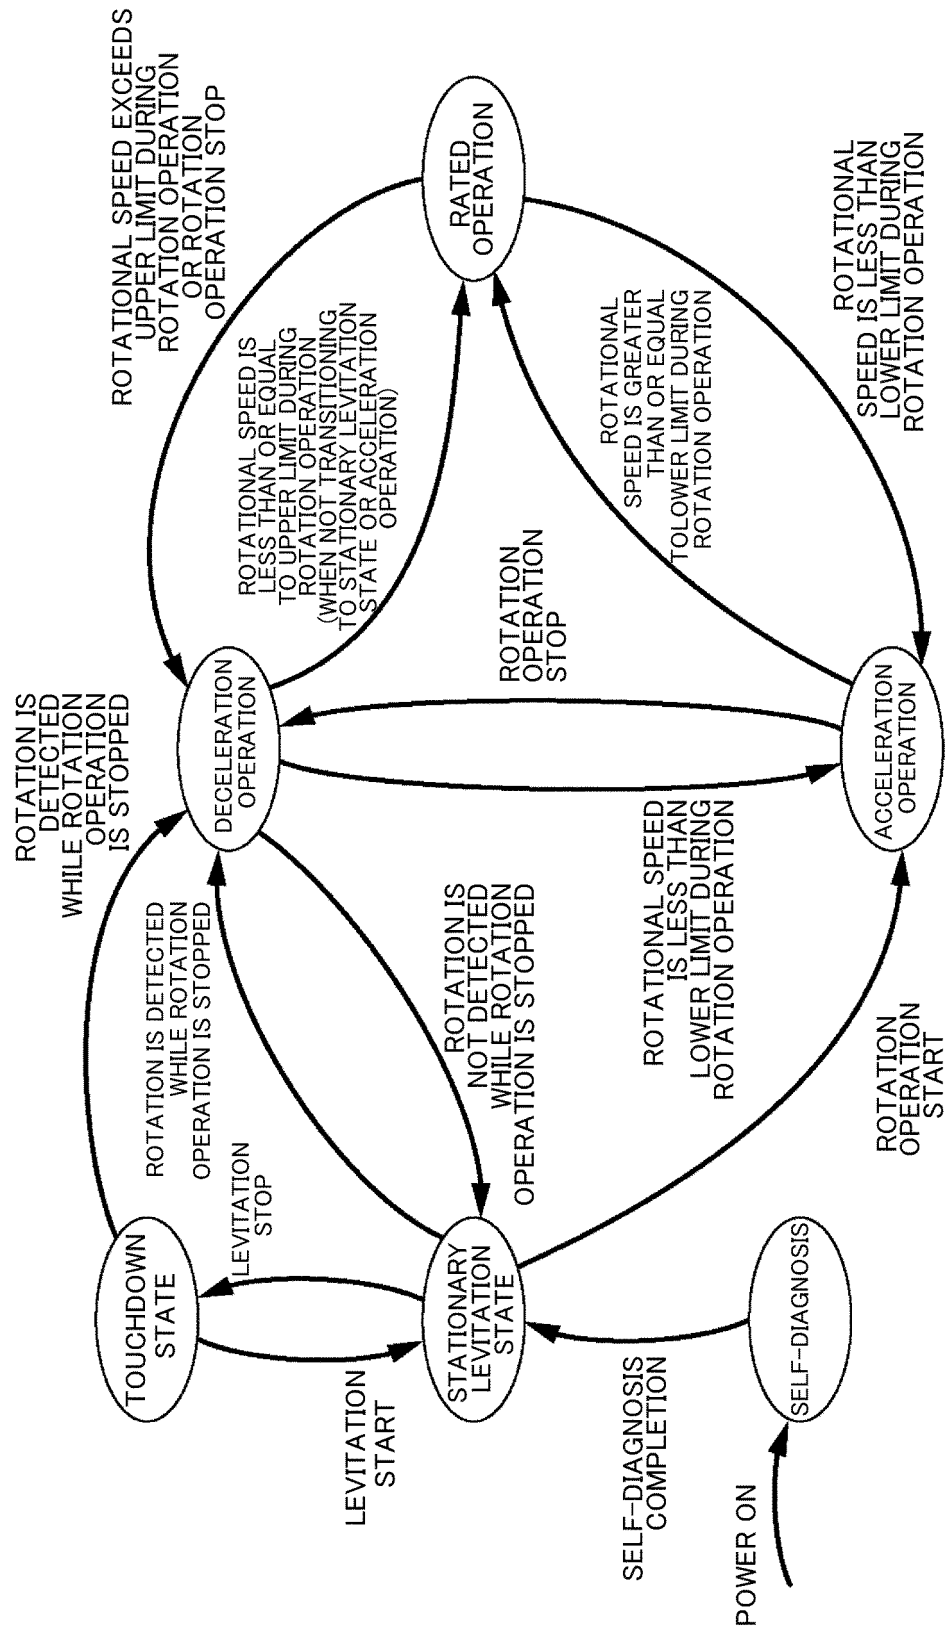 ROTATIONAL SPEED EXCEEDS
UPPER LIMIT DURING
ROTATION OPERATION
OR ROTATION
OPERATION STOP
ROTATION IS
DETECTED
WHILE ROTATION
OPERATION
IS STOPPED
TOUCHDOWN
STATE
ROTATION IS DETECTED
WHILE ROTATION
OPERATION IS STOPPED
DECELERATION
OPERATION
ROTATIONAL SPEED IS
LESS THAN OR EQUAL
TO UPPER LIMIT DURING
ROTATION OPERATION
(WHEN NOT TRANSITIONING
TO STATIONARY LEVITATION
STATE OR ACCELERATION
OPERATION)
LEVITATION
STOP
LEVITATION
START
STATIONARY
LEVITATION
STATE
ROTATION IS
NOT DETECTED
WHILE ROTATION
OPERATION IS STOPPED
ROTATION
OPERATION
STOP
RATED
OPERATION
ROTATIONAL
SPEED IS GREATER
THAN OR EQUAL
TOLOWER LIMIT DURING
ROTATION OPERATION
SELF-DIAGNOSIS
COMPLETION
ROTATIONAL SPEED
IS LESS THAN
LOWER LIMIT DURING
ROTATION OPERATION
POWER ON
SELF-DIAGNOSIS
ROTATION
OPERATION
START
ACCELERATION
OPERATION
ROTATIONAL
SPEED IS LESS THAN
LOWER LIMIT DURING
ROTATION OPERATION